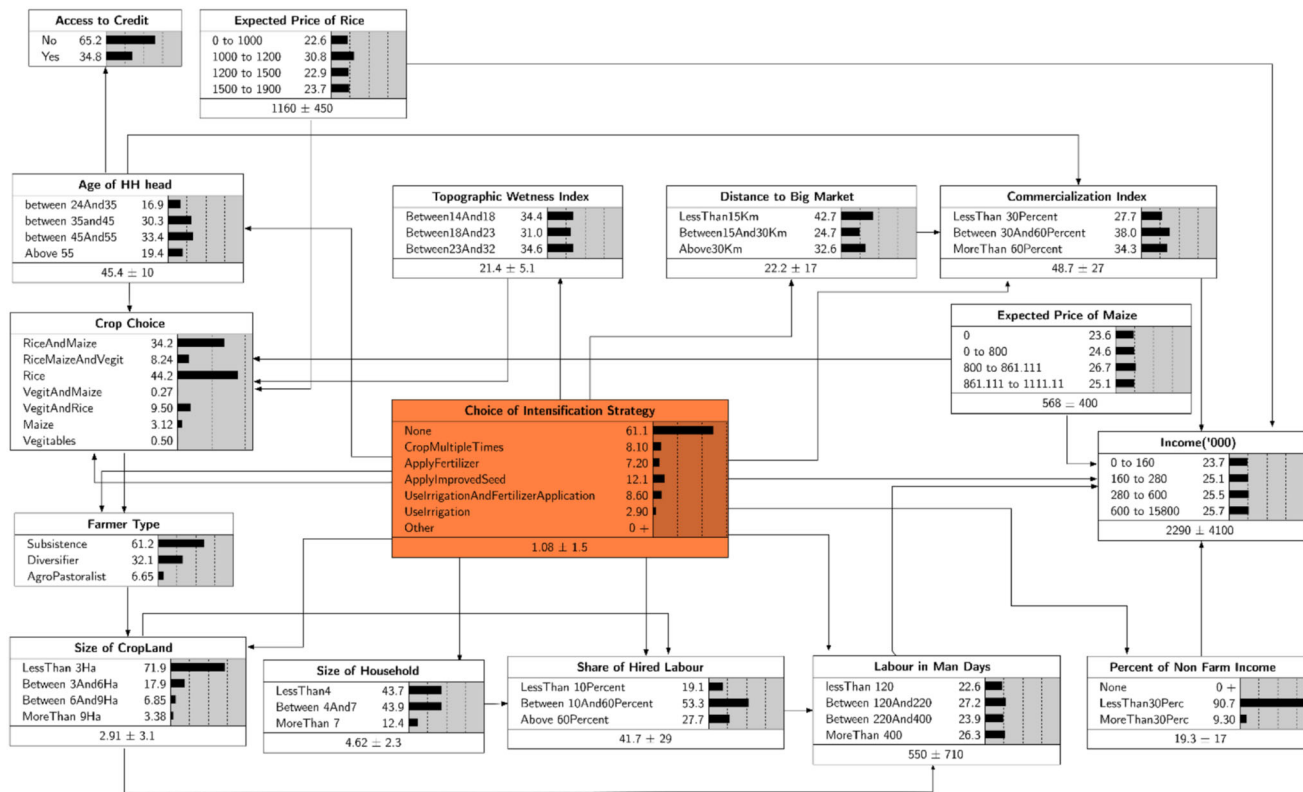 Access to Credit
No 65.2
Yes 34.8
Expected Price of Rice
0 to 1000 22.6
1000 to 1200 30.8
1200 to 1500 22.9
1500 to 1900 23.7
1160 ± 450
Age of HH head
between 24And35 16.9
between 35and45 30.3
between 45And55 33.4
Above 55 19.4
45.4 ± 10
Topographic Wetness Index
Between14And18 34.4
Between18And23 31.0
Between23And32 34.6
21.4 ± 5.1
Distance to Big Market
LessThan15Km 42.7
Between15And30Km 24.7
Above30Km 32.6
22.2 ± 17
Commercialization Index
LessThan 30Percent 27.7
Between 30And60Percent 38.0
MoreThan 60Percent 34.3
48.7 ± 27
Crop Choice
RiceAndMaize 34.2
RiceMaizeAndVegit 8.24
Rice 44.2
VegitAndMaize 0.27
VegitAndRice 9.50
Maize 3.12
Vegitables 0.50
Expected Price of Maize
0 23.6
0 to 800 24.6
800 to 861.111 26.7
861.111 to 1111.11 25.1
568 ± 400
Choice of Intensification Strategy
None 61.1
CropMultipleTimes 8.10
ApplyFertilizer 7.20
ApplyImprovedSeed 12.1
UseIrrigationAndFertilizerApplication 8.60
UseIrrigation 2.90
Other 0 +
1.08 ± 1.5
Income('000)
0 to 160 23.7
160 to 280 25.1
280 to 600 25.5
600 to 15800 25.7
2290 ± 4100
Farmer Type
Subsistence 61.2
Diversifier 32.1
AgroPastoralist 6.65
Size of CropLand
LessThan 3Ha 71.9
Between 3And6Ha 17.9
Between 6And9Ha 6.85
MoreThan 9Ha 3.38
2.91 ± 3.1
Size of Household
LessThan4 43.7
Between 4And7 43.9
MoreThan 7 12.4
4.62 ± 2.3
Share of Hired Labour
LessThan 10Percent 19.1
Between 10And60Percent 53.3
Above 60Percent 27.7
41.7 ± 29
Labour in Man Days
lessThan 120 22.6
Between 120And220 27.2
Between 220And400 23.9
MoreThan 400 26.3
550 ± 710
Percent of Non Farm Income
None 0 +
LessThan30Perc 90.7
MoreThan30Perc 9.30
19.3 ± 17